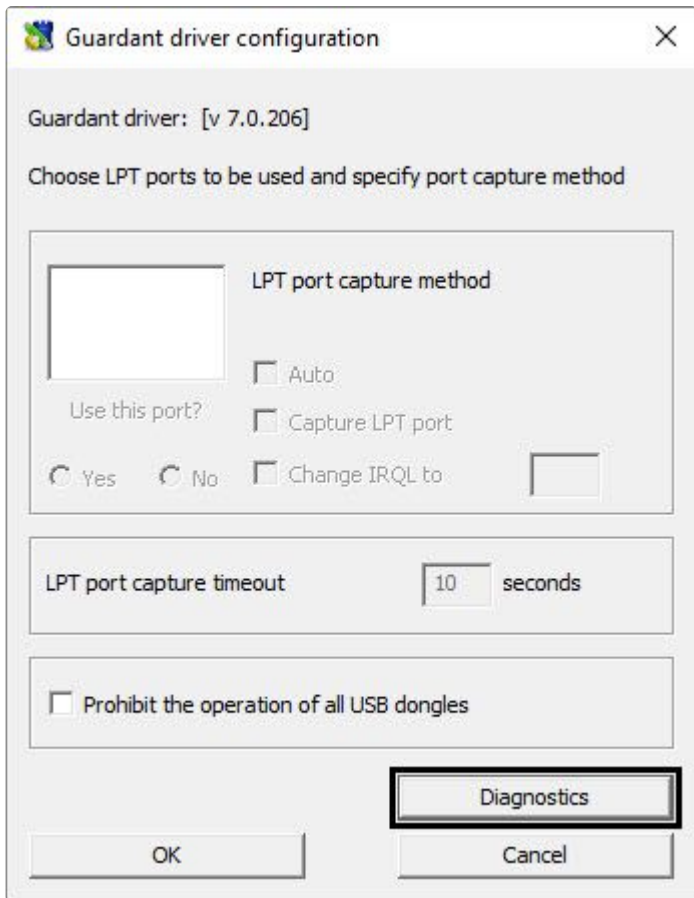 Guardant driver configuration
Guardant driver: [v 7.0.206]
Choose LPT ports to be used and specify port capture method
LPT port capture method
Auto
Use this port?
Capture LPT port
Yes No Change IRQL to
LPT port capture timeout 10 seconds
Prohibit the operation of all USB dongles
Diagnostics
OK Cancel